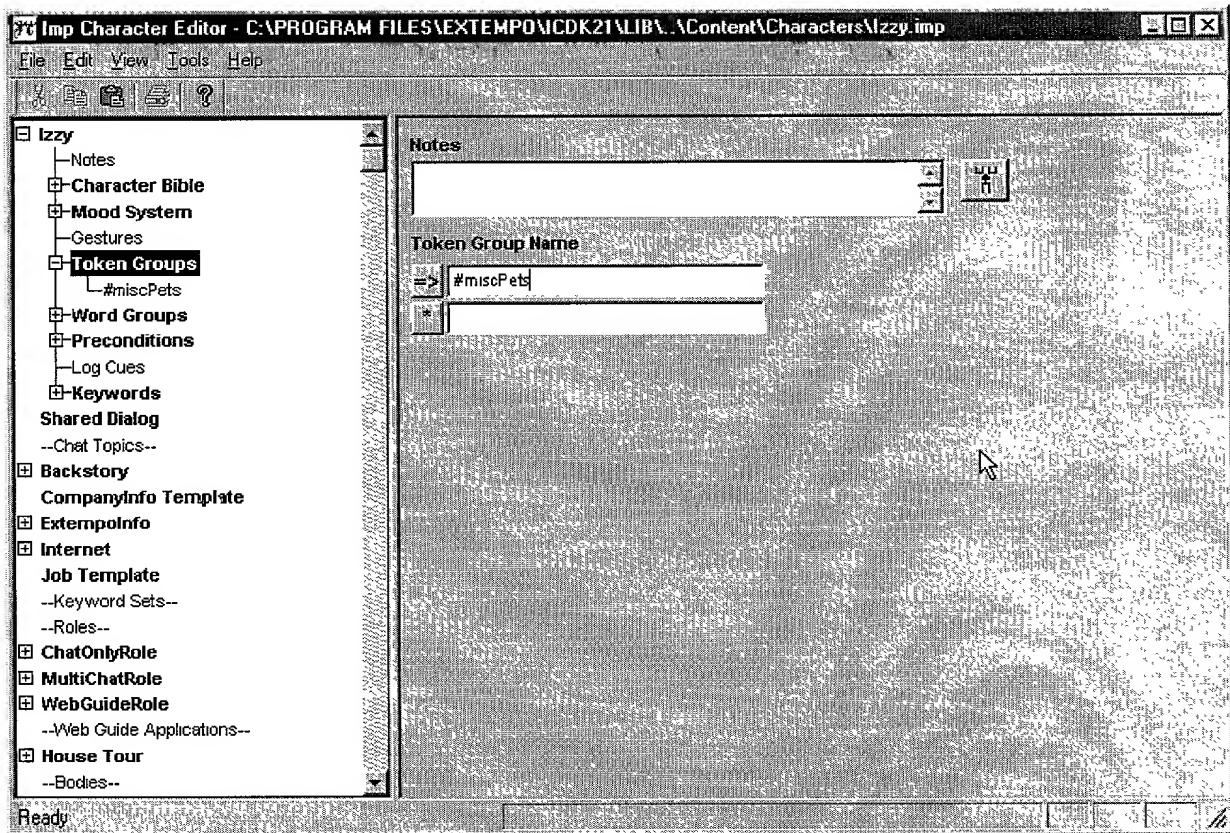 Imp Character Editor - C:\PROGRAM FILES\EXTEMPO\ICDK21\LIB\..\Content\Characters\Izzy.imp
File Edit View Tools Help
Izzy
Notes
Character Bible
Mood System
Gestures
Token Groups
#miscPets
Word Groups
Preconditions
Log Cues
Keywords
Shared Dialog
--Chat Topics--
Backstory
CompanyInfo Template
ExtempoInfo
Internet
Job Template
--Keyword Sets--
--Roles--
ChatOnlyRole
MultiChatRole
WebGuideRole
--Web Guide Applications--
House Tour
--Bodies--
Notes
Token Group Name
=> #miscPets
*
Ready